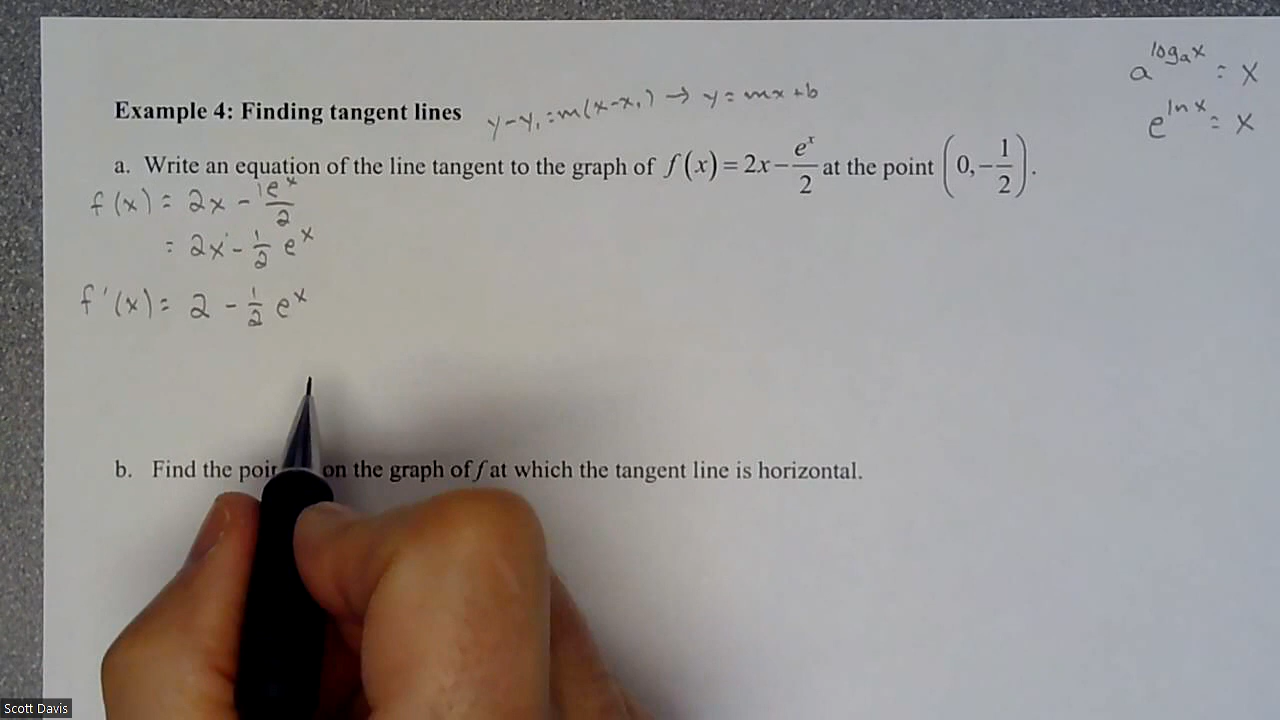 a^{log_a x} = x
Example 4: Finding tangent lines y-y₁=m(x-x₁) → y=mx+b
e^{ln x} = x
a. Write an equation of the line tangent to the graph of f(x)=2x-e^x/2 at the point (0,-1/2).
f(x) = 2x - 1e^x/2
= 2x - 1/2 e^x
f'(x) = 2 - 1/2 e^x
b. Find the on the graph of f at which the tangent line is horizontal.
Scott Davis